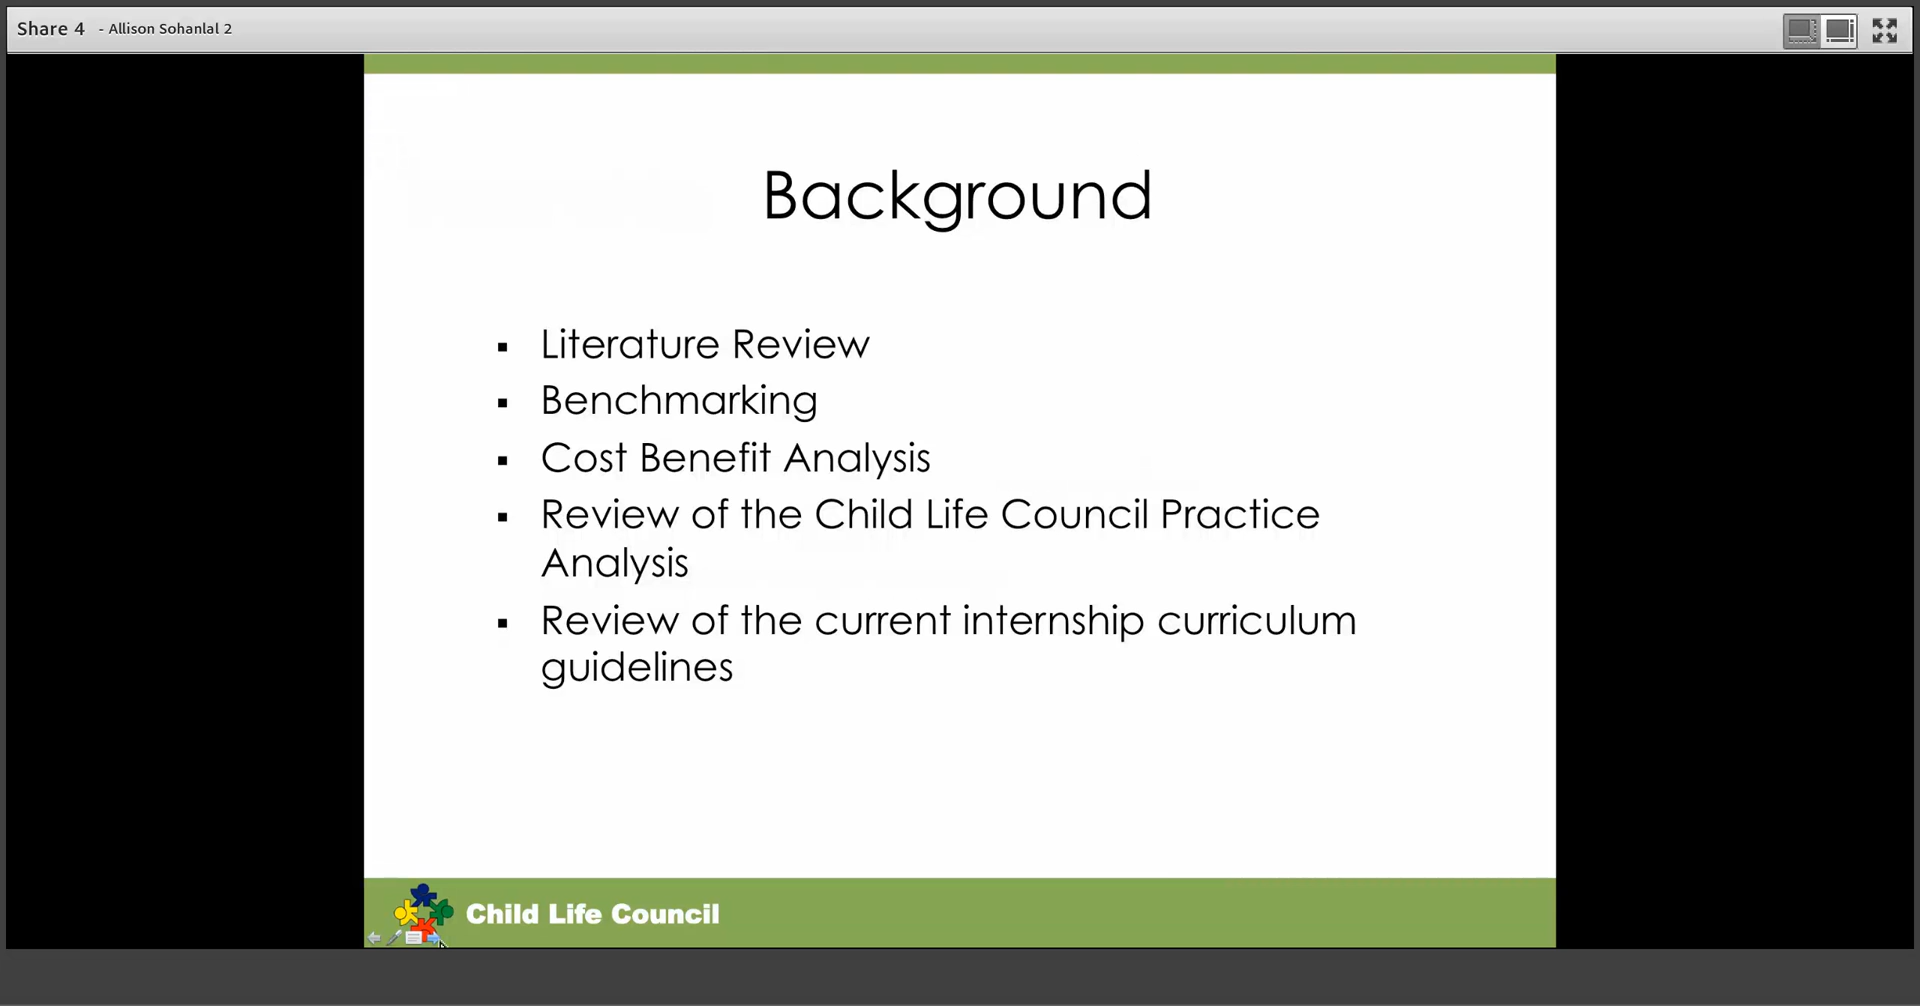 Share 4 - Allison Sohanlal 2
Background
▪ Literature Review
▪ Benchmarking
▪ Cost Benefit Analysis
▪ Review of the Child Life Council Practice
Analysis
▪ Review of the current internship curriculum
guidelines
Child Life Council